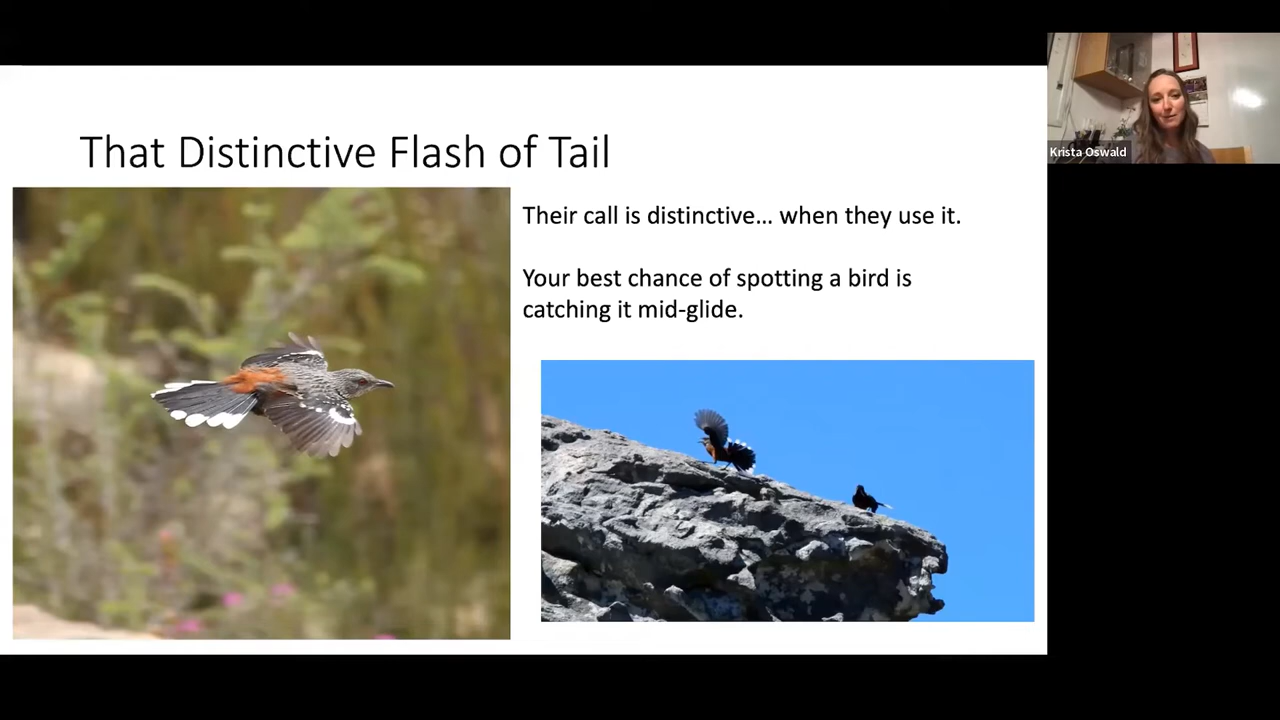 That Distinctive Flash of Tail
Their call is distinctive… when they use it.
Your best chance of spotting a bird is
catching it mid-glide.
Krista Oswald